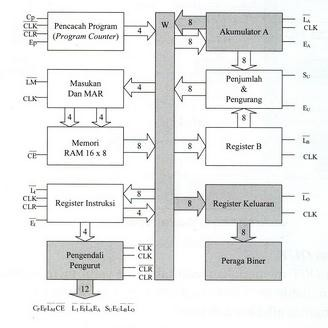 Cp
CLK
CLR
Ep
Pencacah Program
(Program Counter)
4
W
8
8
Akumulator A
LA
CLK
EA
8
LM
CLK
Masukan
Dan MAR
4
8
Penjumlah
&
Pengurang
SU
EU
4
4
8
CE
Memori
RAM 16 x 8
8
8
Register B
LB
CLK
LI
CLK
CLR
EI
Register Instruksi
8
4
8
Register Keluaran
LO
CLK
4
8
Pengendali
Pengurut
CLK
CLK
CLR
CLR
Peraga Biner
12
CPEPLMCE LIEILAEA SUEULBLO